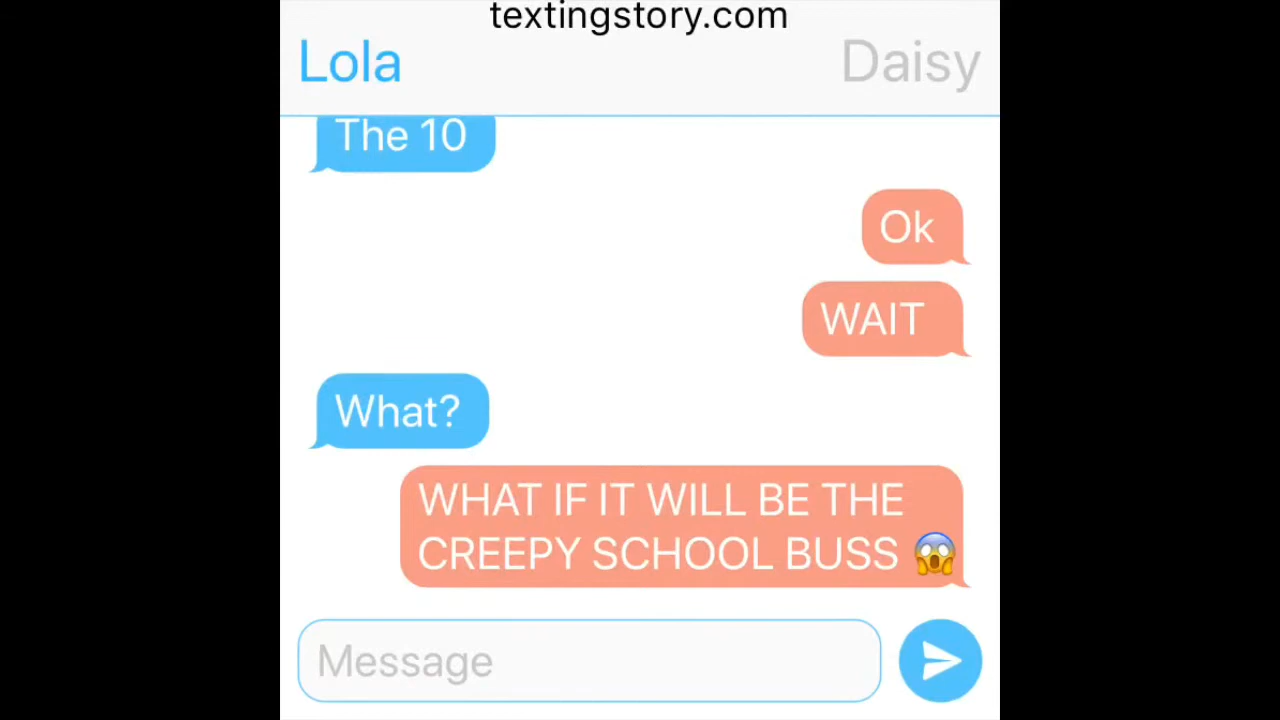 textingstory.com
Lola
Daisy
The 10
Ok
WAIT
What?
WHAT IF IT WILL BE THE
CREEPY SCHOOL BUSS 😱
Message